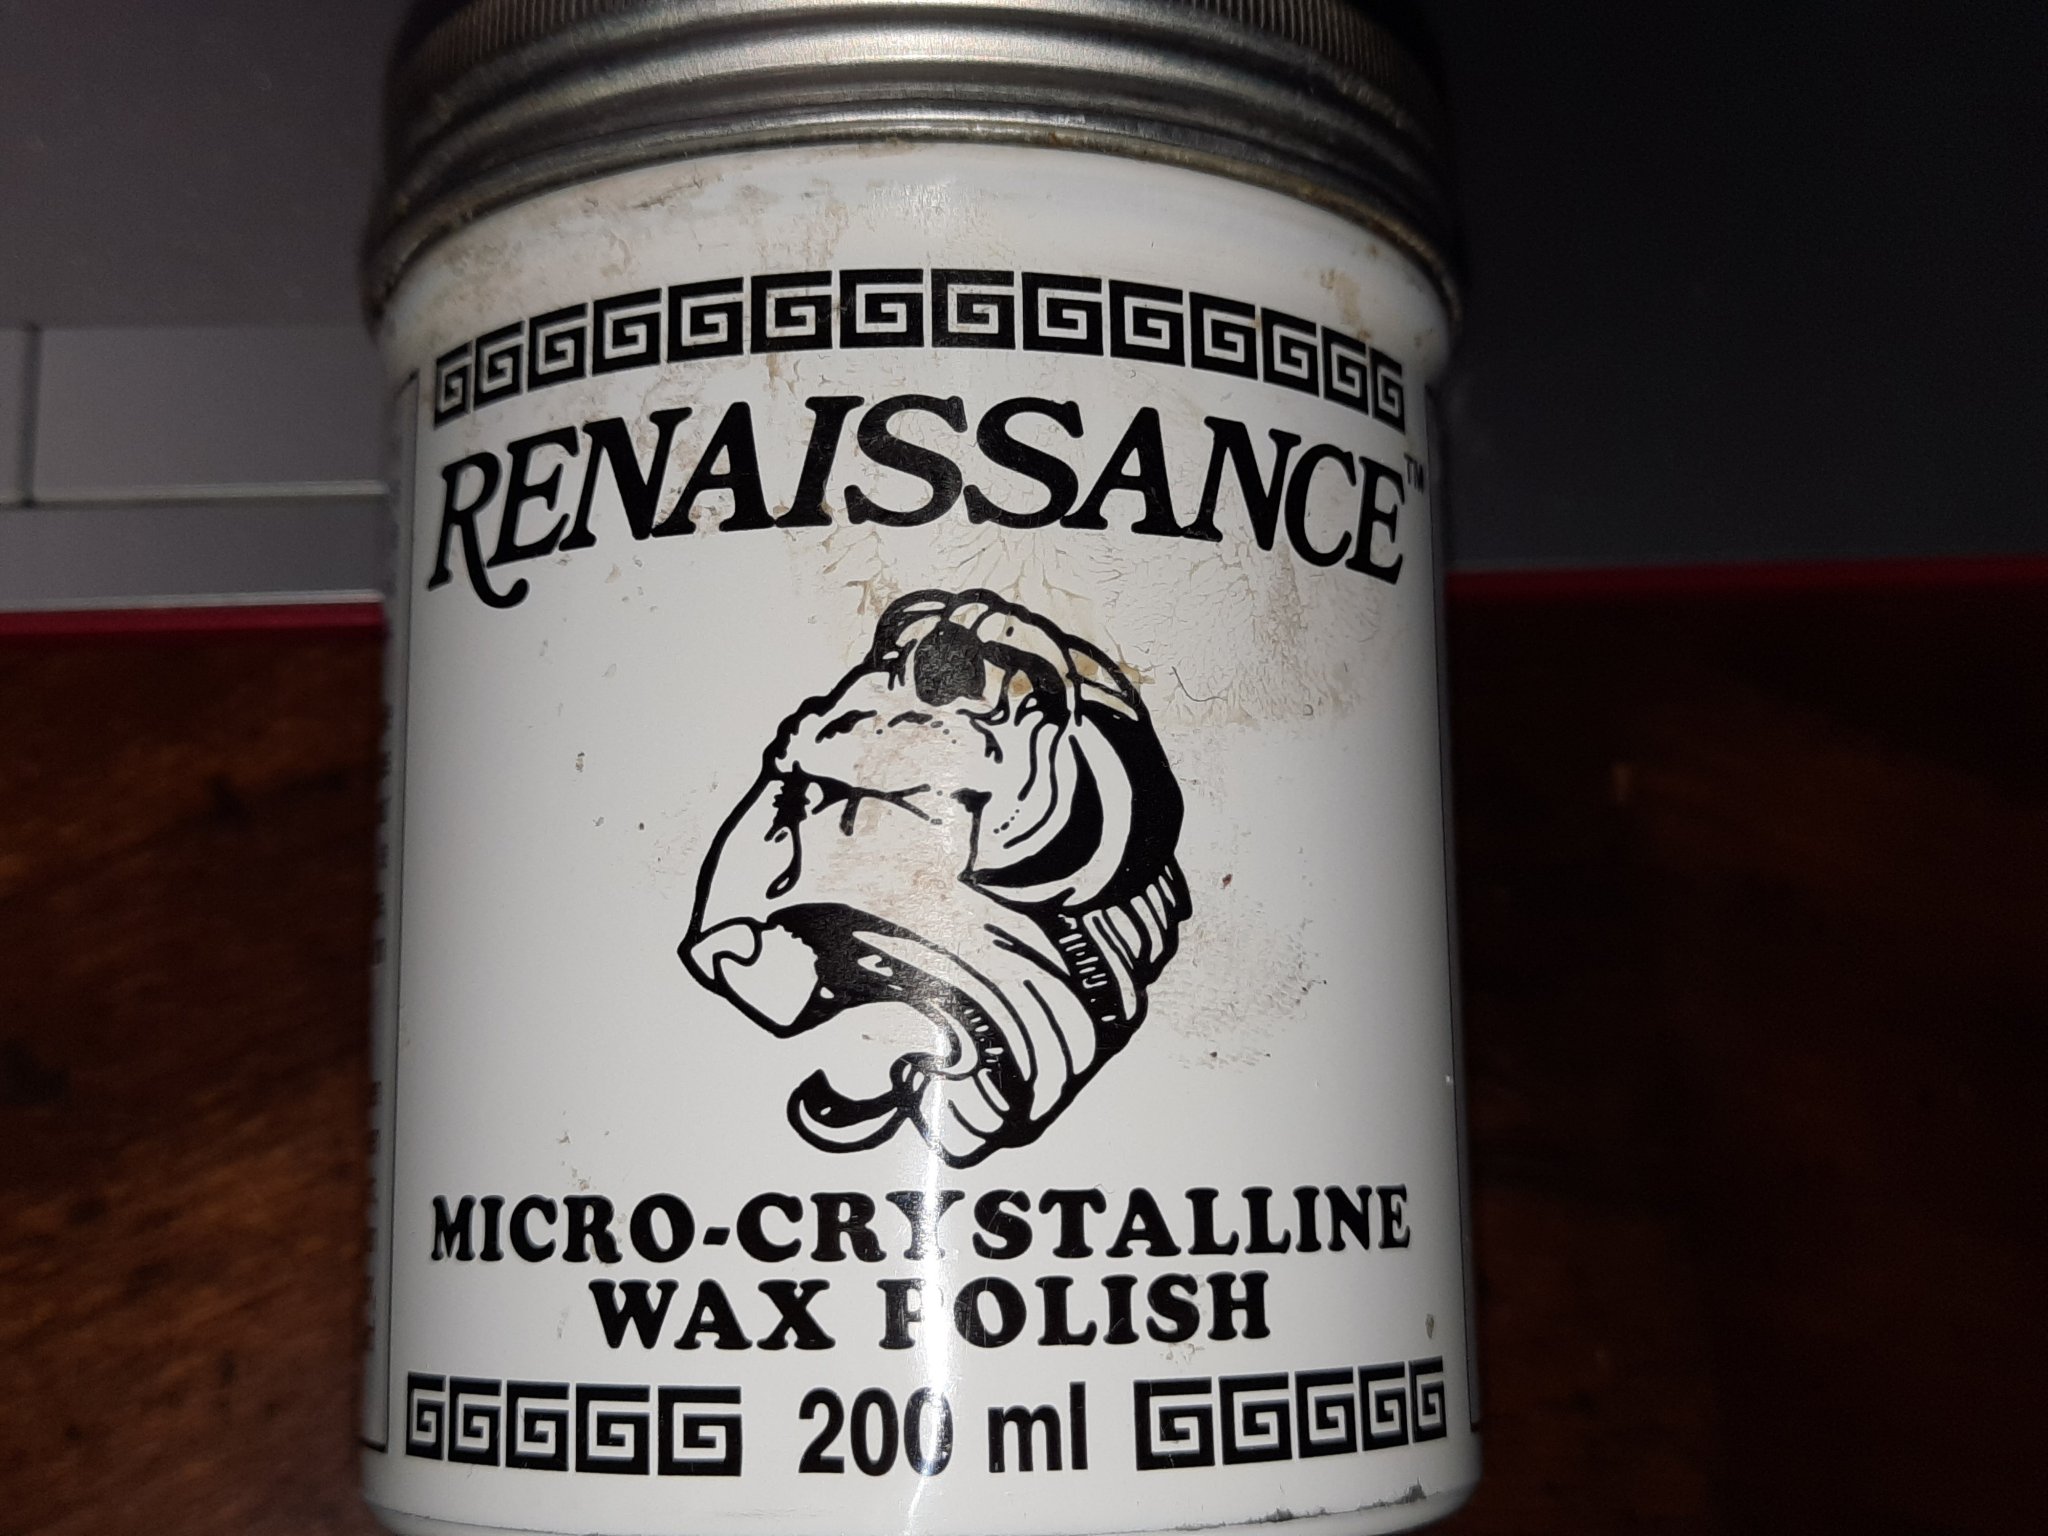 RENAISSANCE™
MICRO-CRYSTALLINE
WAX POLISH
200 ml